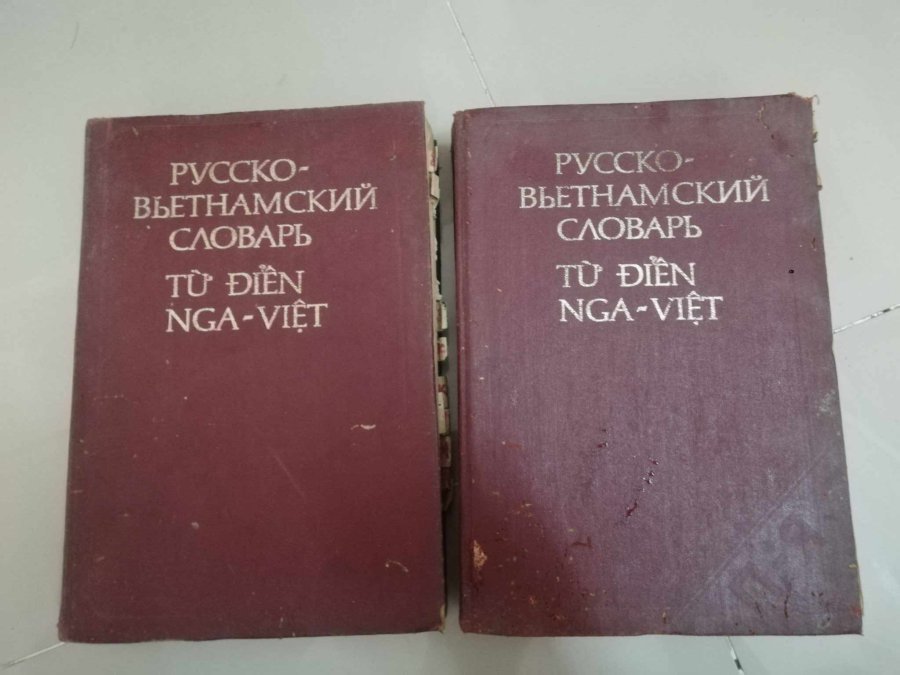 РУССКО-
ВЬЕТНАМСКИЙ
СЛОВАРЬ
TỪ ĐIỂN
NGA-VIỆT
РУССКО-
ВЬЕТНАМСКИЙ
СЛОВАРЬ
TỪ ĐIỂN
NGA-VIỆT